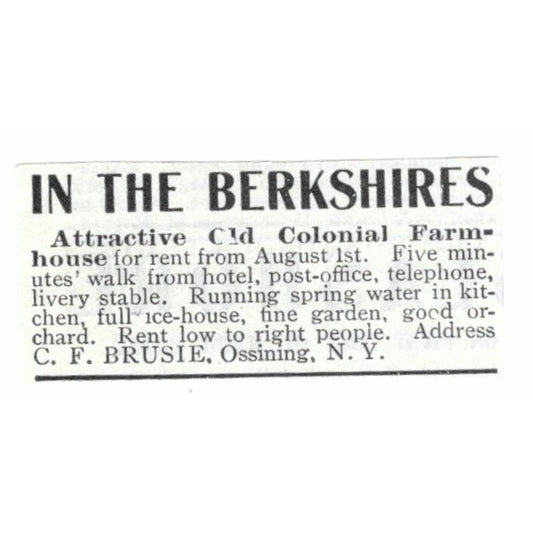 IN THE BERKSHIRES
Attractive Old Colonial Farm-
house for rent from August 1st. Five min-
utes' walk from hotel, post-office, telephone,
livery stable. Running spring water in kit-
chen, full ice-house, fine garden, good or-
chard. Rent low to right people. Address
C. F. BRUSIE, Ossining, N. Y.